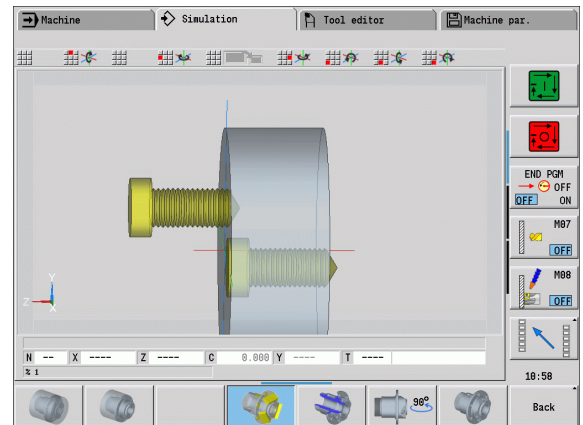 Machine
Simulation
Tool editor
Machine par.
END PGM
OFF
OFF ON
M07
OFF
M08
OFF
Y
Z
X
N -- X ---- Z ---- C 0.000 Y ---- T ----
% 1
10:58
90°
Back